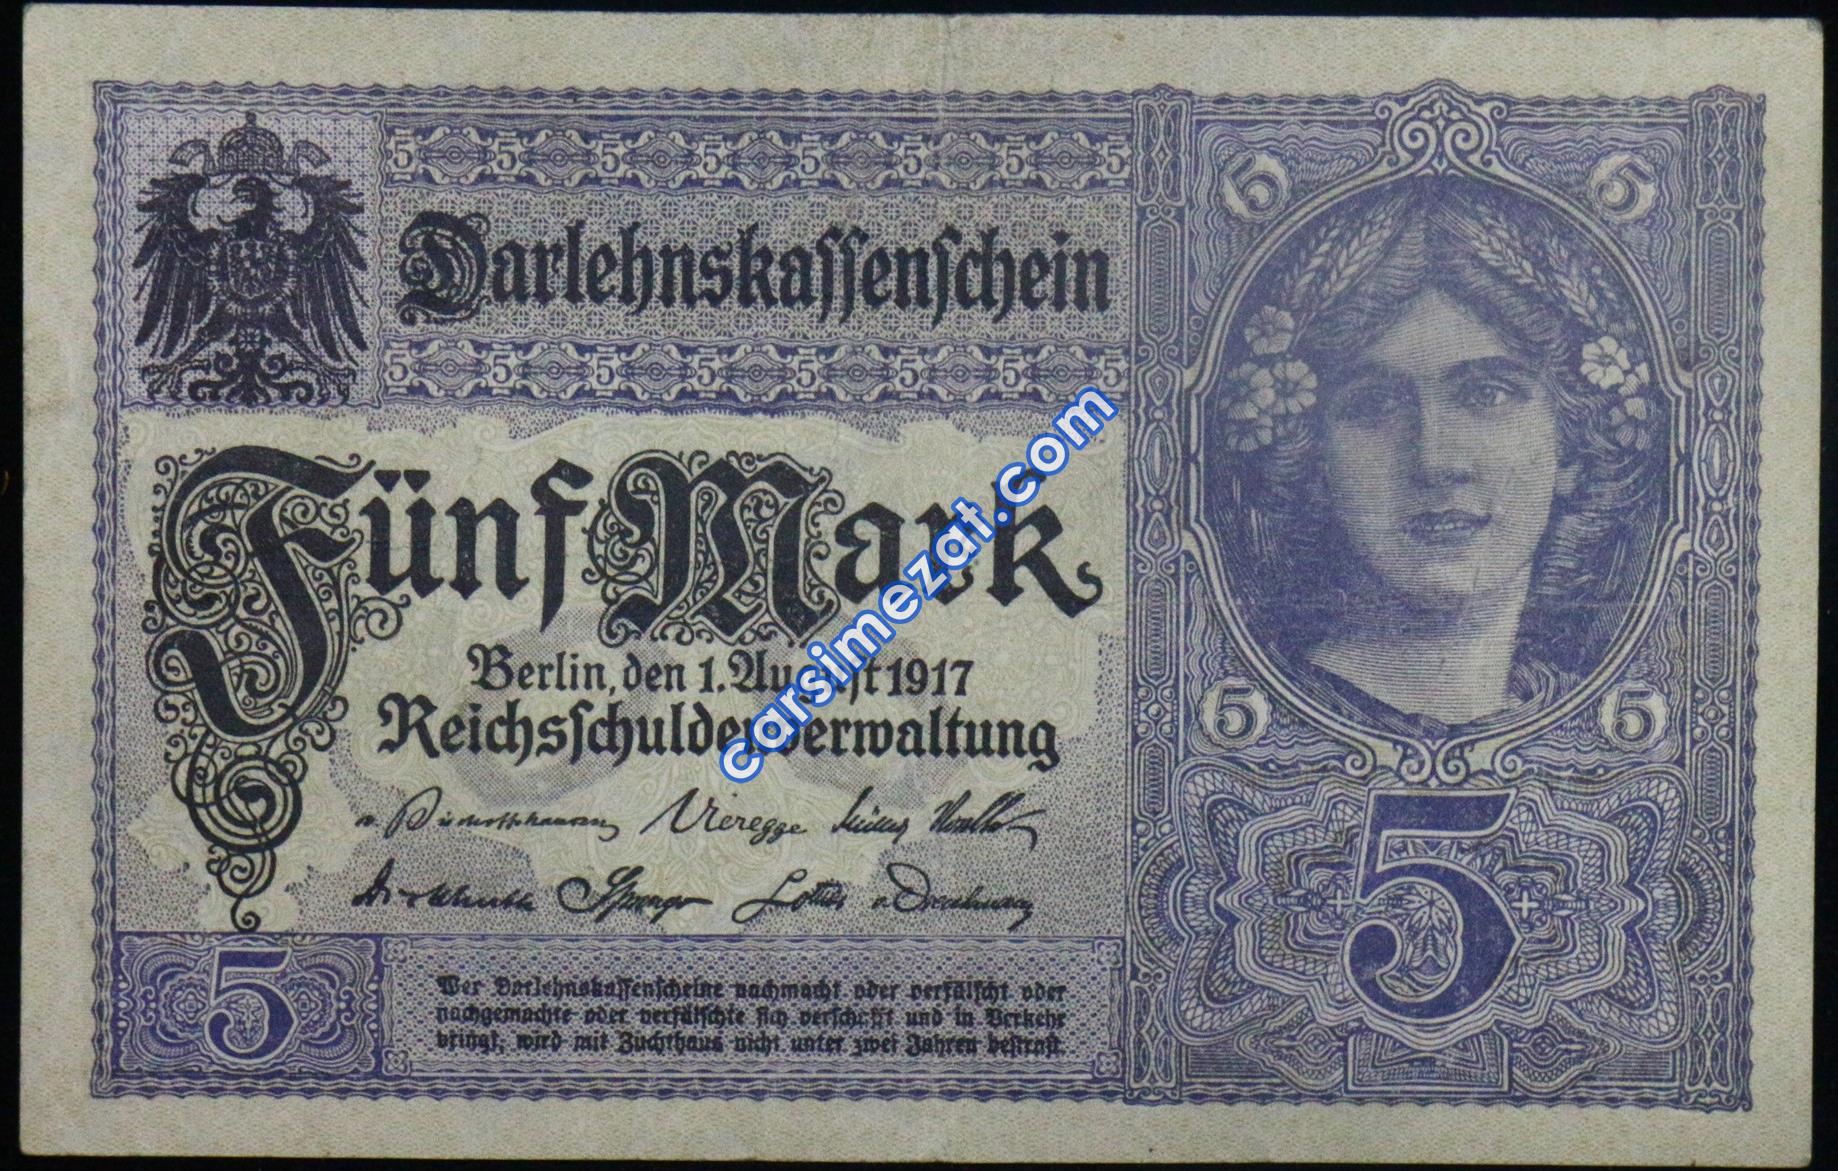 5 5 5 5 5 5 5 5
Darlehnskassenschein
5 5 5 5 5 5 5 5
Fünf Mark
Berlin, den 1. August 1917
Reichsschuldenverwaltung
Vieregge
Springer
Wer Darlehnskassenscheine nachmacht oder verfälscht oder
nachgemachte oder verfälschte sich verschafft und in Verkehr
bringt, wird mit Zuchthaus nicht unter zwei Jahren bestraft.
5
5 5
5 5
5
carsimezat.com